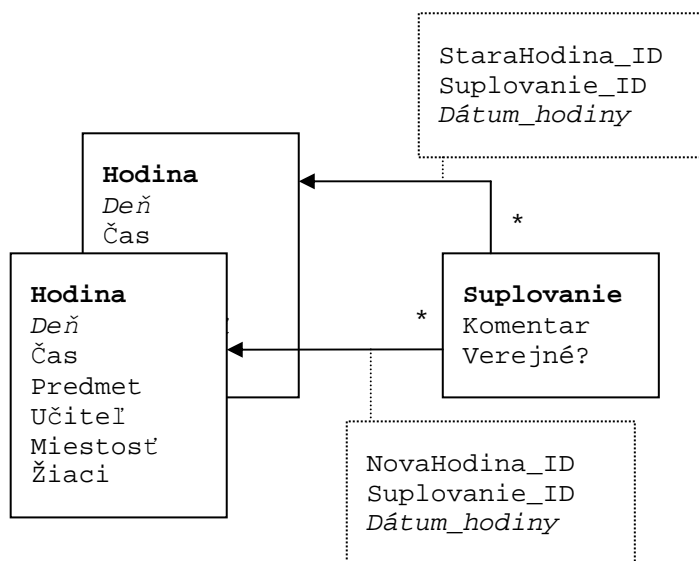 StaraHodina_ID
Suplovanie_ID
Dátum_hodiny
Hodina
Deň
Čas
Hodina
Deň
Čas
Predmet
Učiteľ
Miestosť
Žiaci
*
*
Suplovanie
Komentar
Verejné?
NovaHodina_ID
Suplovanie_ID
Dátum_hodiny